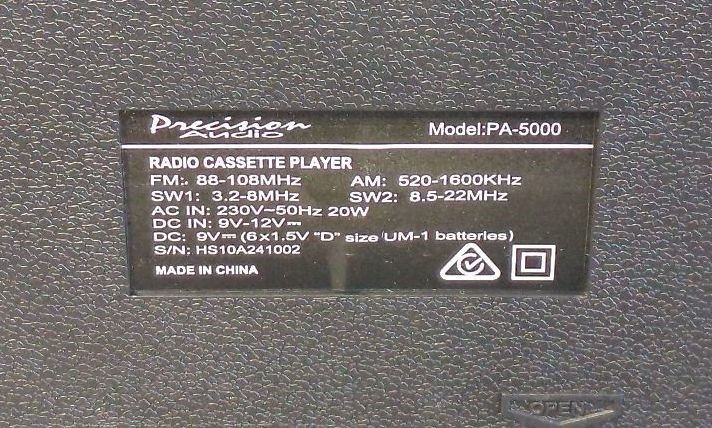 Precision Audio Model:PA-5000
RADIO CASSETTE PLAYER
FM: 88-108MHz AM: 520-1600KHz
SW1: 3.2-8MHz SW2: 8.5-22MHz
AC IN: 230V~50Hz 20W
DC IN: 9V-12V⎓
DC: 9V⎓(6x1.5V "D" size UM-1 batteries)
S/N: HS10A241002
MADE IN CHINA
OPEN